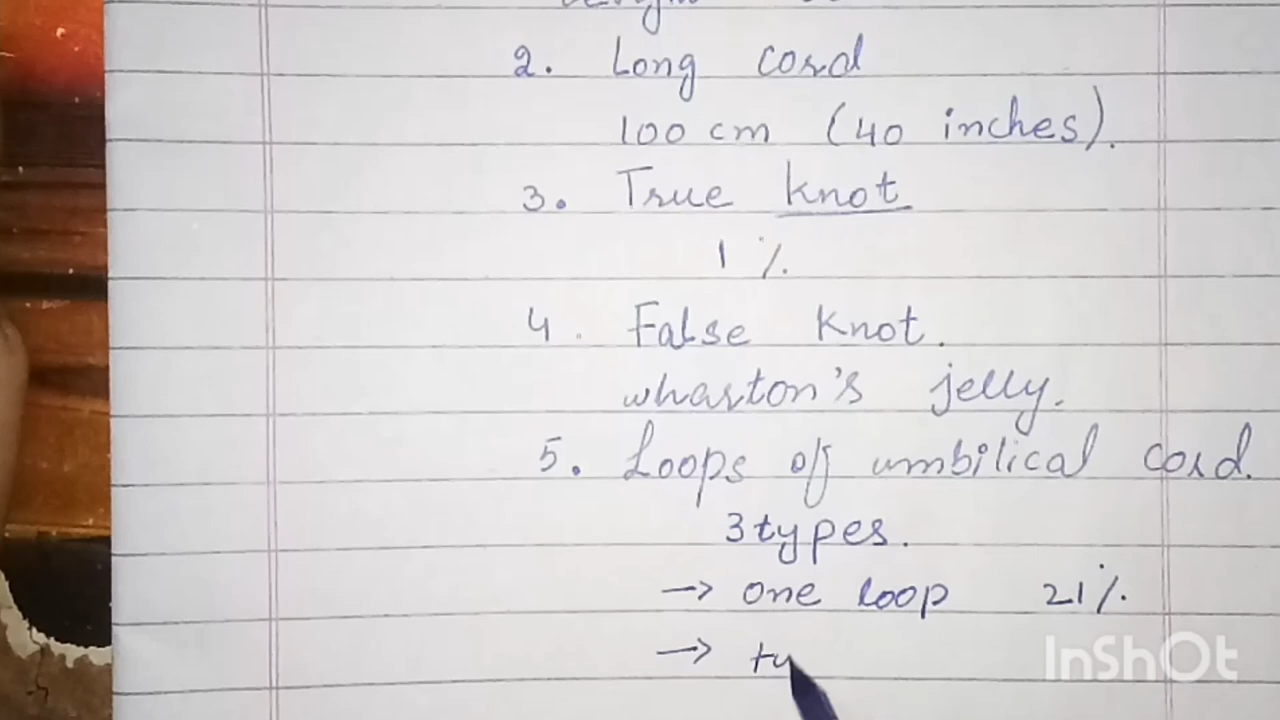 2. Long cord
100 cm (40 inches).
3. True knot
1 %.
4. False knot.
wharton's jelly.
5. Loops of umbilical cord.
3 types.
→ one loop 21%.
→ tw
InShOt